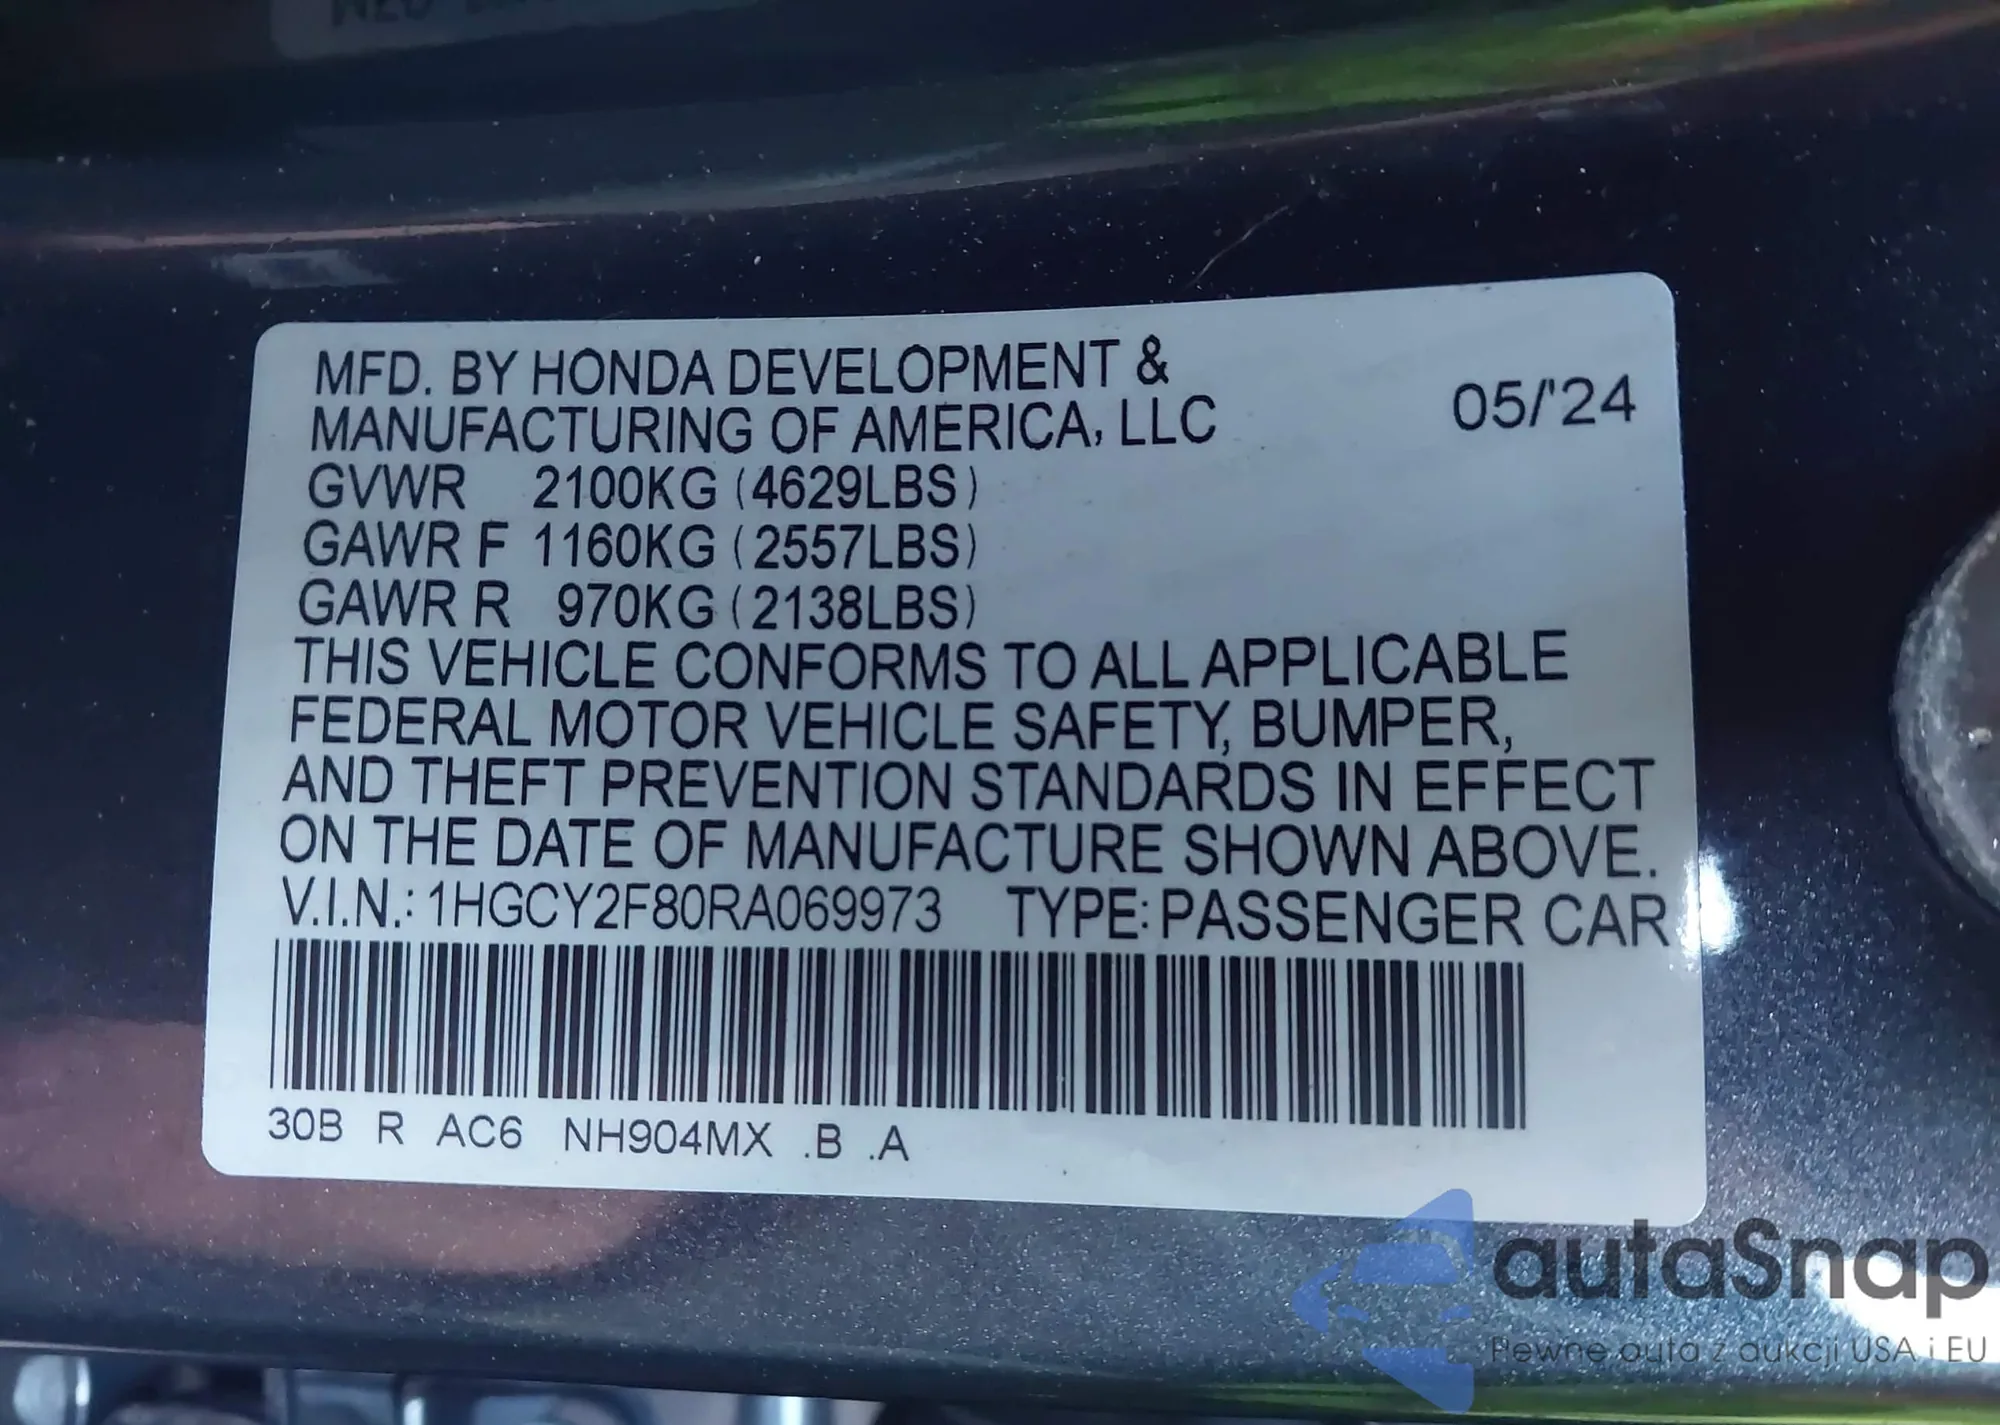 MFD. BY HONDA DEVELOPMENT &
MANUFACTURING OF AMERICA, LLC
05/'24
GVWR 2100KG (4629LBS)
GAWR F 1160KG (2557LBS)
GAWR R 970KG (2138LBS)
THIS VEHICLE CONFORMS TO ALL APPLICABLE
FEDERAL MOTOR VEHICLE SAFETY, BUMPER,
AND THEFT PREVENTION STANDARDS IN EFFECT
ON THE DATE OF MANUFACTURE SHOWN ABOVE.
V.I.N.: 1HGCY2F80RA069973 TYPE: PASSENGER CAR
30B R AC6 NH904MX .B .A
autaSnap
Pewne auta z aukcji USA i EU